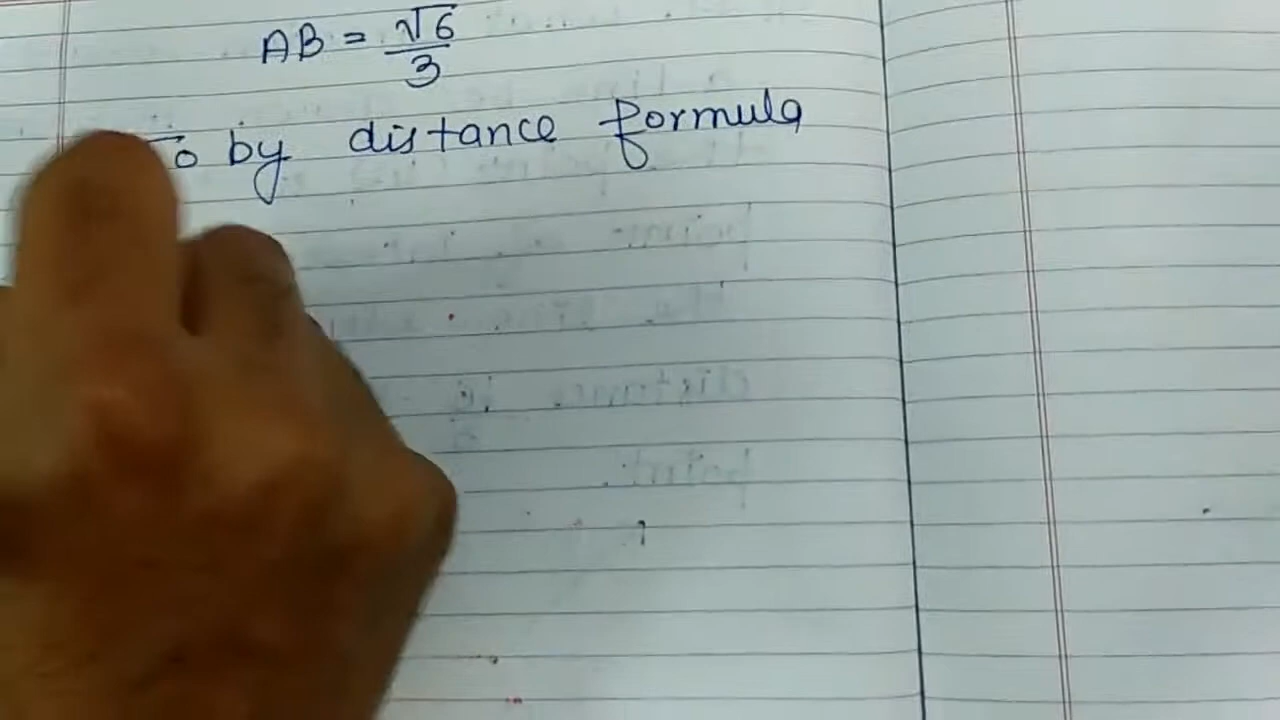 AB = √6/3
by distance formula